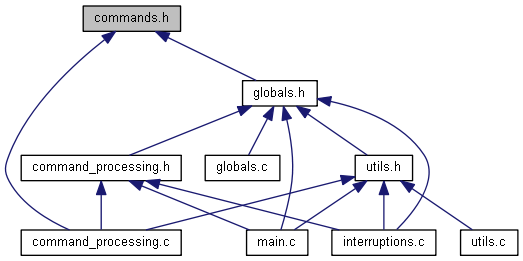 commands.h
globals.h
command_processing.h
globals.c
utils.h
command_processing.c
main.c
interruptions.c
utils.c